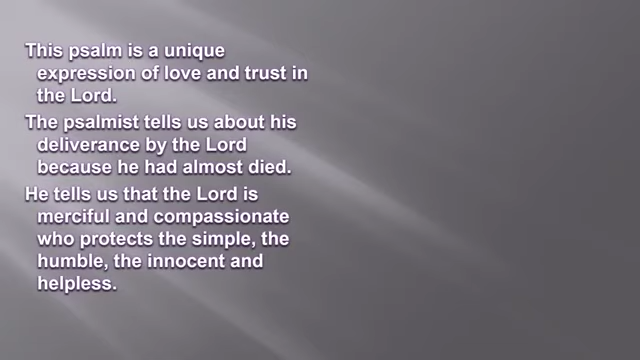 This psalm is a unique
expression of love and trust in
the Lord.
The psalmist tells us about his
deliverance by the Lord
because he had almost died.
He tells us that the Lord is
merciful and compassionate
who protects the simple, the
humble, the innocent and
helpless.